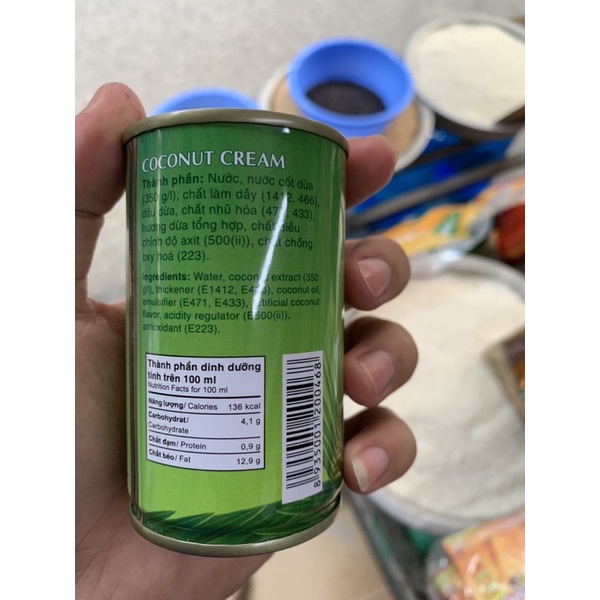 COCONUT CREAM
Thành phần: Nước, nước cốt dừa
(350 g/l), chất làm dầy (1412, 466),
dầu dừa, chất nhũ hóa (471, 433),
hương dừa tổng hợp, chất điều
chỉnh độ axit (500(ii)), chất chống
oxy hoá (223).
Ingredients: Water, coconut extract (350
g/l), thickener (E1412, E466), coconut oil,
emulsifier (E471, E433), artificial coconut
flavor, acidity regulator (E500(ii)),
antioxidant (E223).
Thành phần dinh dưỡng
tính trên 100 ml
Nutrition Facts for 100 ml
Năng lượng/ Calories 136 kcal
Carbohydrat/
Carbohydrate 4,1 g
Chất đạm/ Protein 0,9 g
Chất béo/ Fat 12,9 g
8 935001 200468